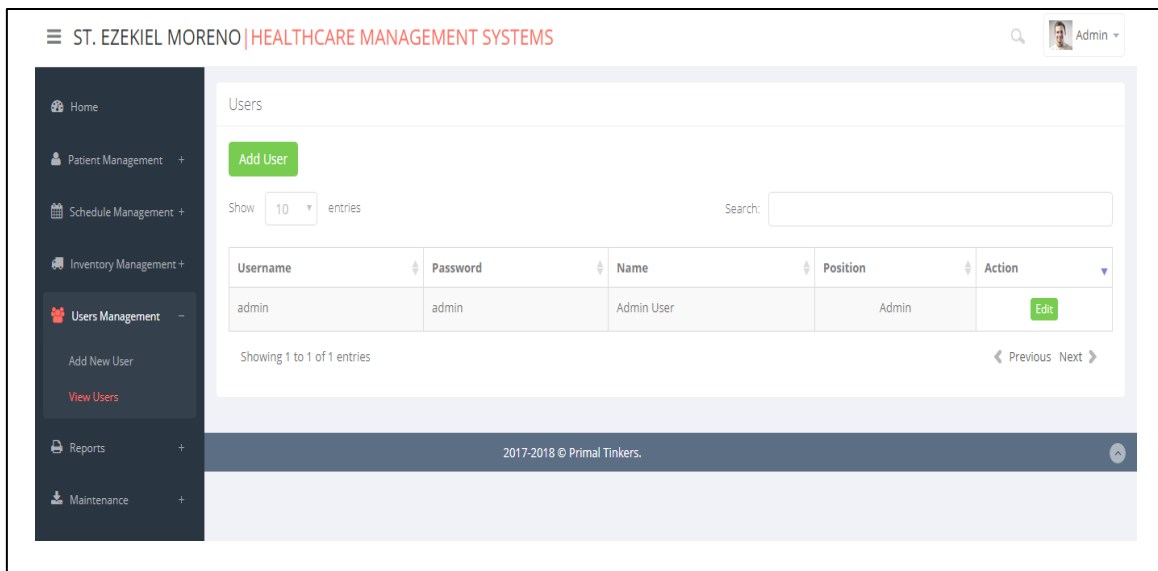 ST. EZEKIEL MORENO|HEALTHCARE MANAGEMENT SYSTEMS
Admin
Home
Patient Management +
Schedule Management +
Inventory Management +
Users Management −
Add New User
View Users
Reports +
Maintenance +
Users
Add User
Show 10 entries
Search:
Username Password Name Position Action
admin admin Admin User Admin Edit
Showing 1 to 1 of 1 entries
Previous Next
2017-2018 © Primal Tinkers.